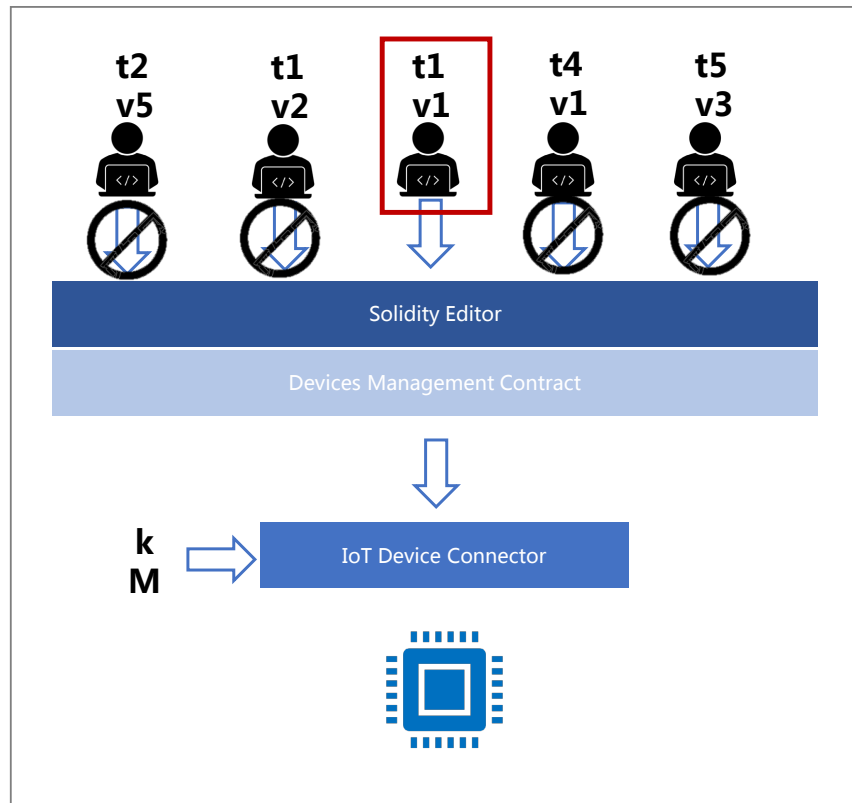 t2
v5
t1
v2
t1
v1
t4
v1
t5
v3
</>
</>
</>
</>
</>
Solidity Editor
Devices Management Contract
k
M
IoT Device Connector